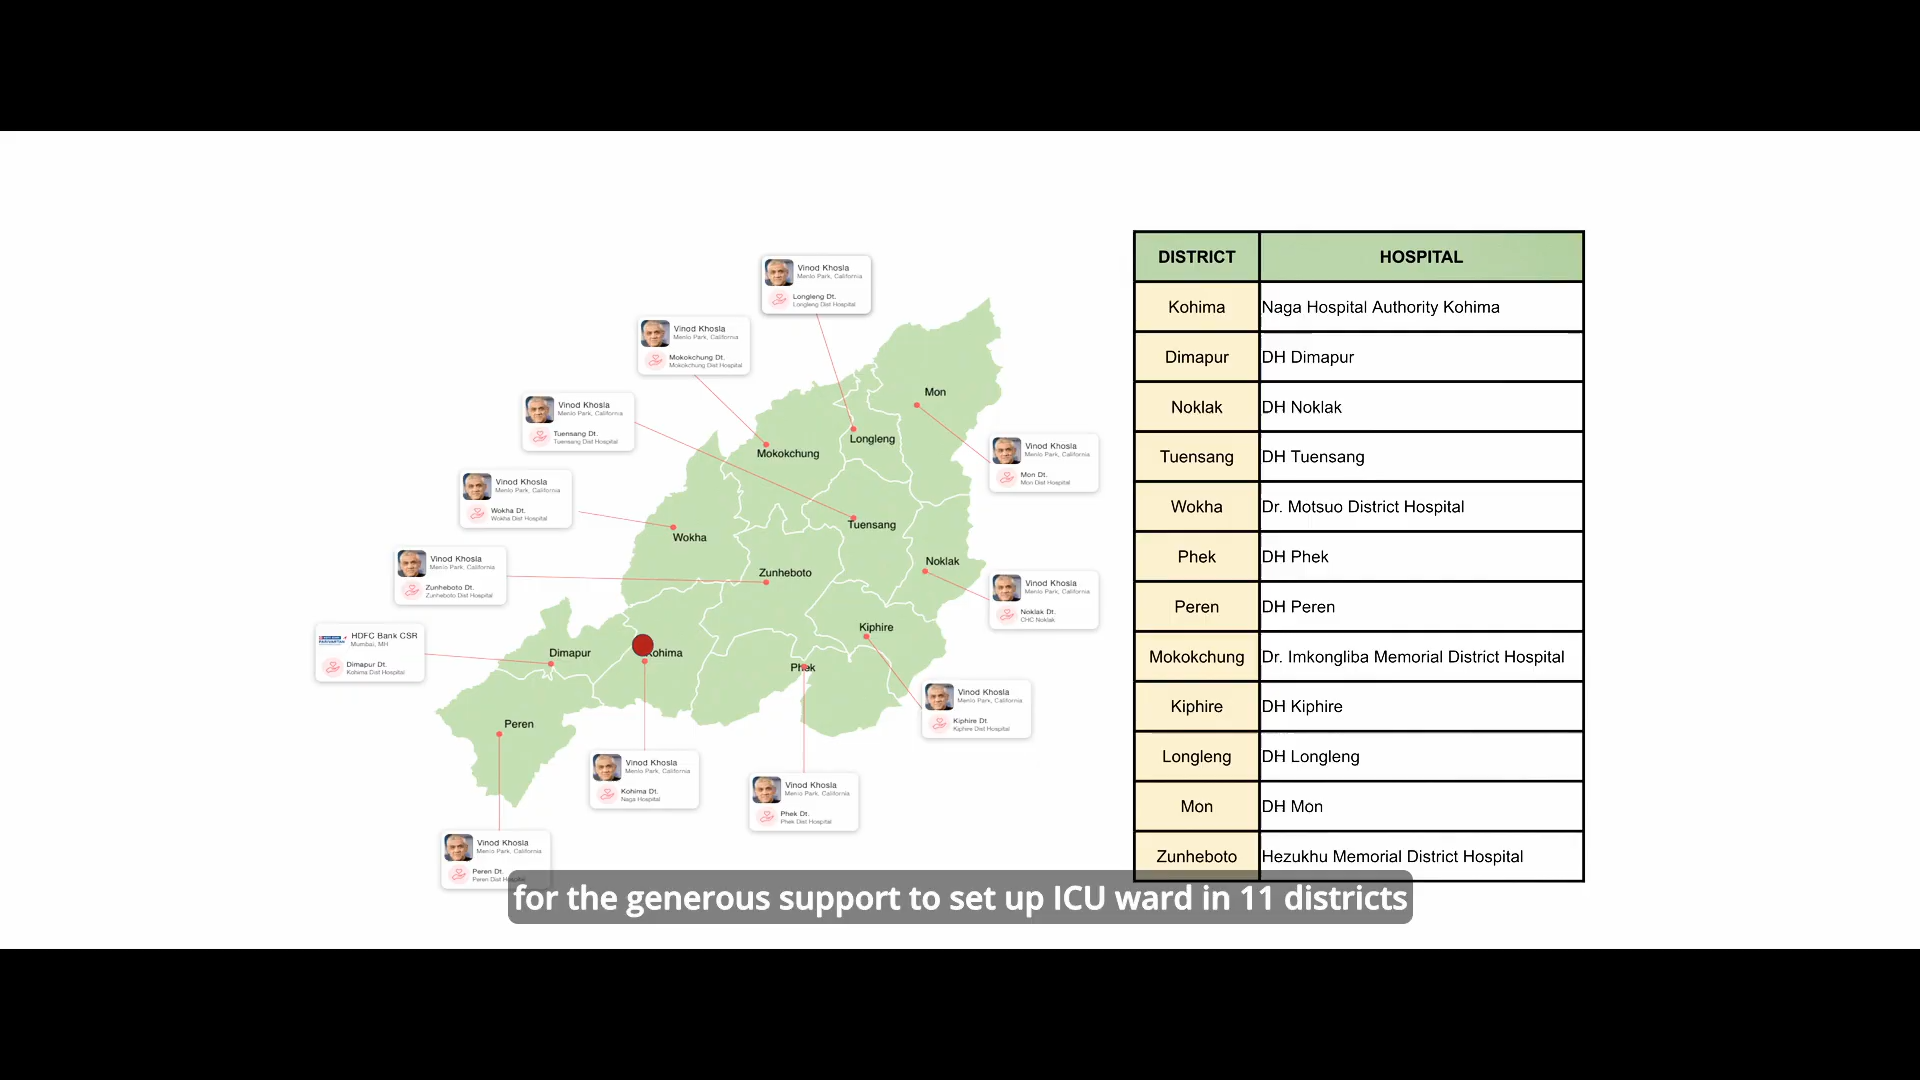 Vinod Khosla
Menlo Park, California
Longleng Dt.
Longleng Dist Hospital
Vinod Khosla
Menlo Park, California
Mokokchung Dt.
Mokokchung Dist Hospital
Vinod Khosla
Menlo Park, California
Tuensang Dt.
Tuensang Dist Hospital
Vinod Khosla
Menlo Park, California
Wokha Dt.
Wokha Dist Hospital
Vinod Khosla
Menlo Park, California
Zunheboto Dt.
Zunheboto Dist Hospital
HDFC Bank CSR
Mumbai, MH
Dimapur Dt.
Kohima Dist Hospital
Vinod Khosla
Menlo Park, California
Peren Dt.
Peren Dist Hospital
Vinod Khosla
Menlo Park, California
Kohima Dt.
Naga Hospital
Vinod Khosla
Menlo Park, California
Phek Dt.
Phek Dist Hospital
Vinod Khosla
Menlo Park, California
Kiphire Dt.
Kiphire Dist Hospital
Vinod Khosla
Menlo Park, California
Noklak Dt.
CHC Noklak
Vinod Khosla
Menlo Park, California
Mon Dt.
Mon Dist Hospital
Mon
Longleng
Mokokchung
Tuensang
Wokha
Noklak
Zunheboto
Kiphire
Dimapur
Kohima
Phek
Peren
DISTRICT HOSPITAL
Kohima Naga Hospital Authority Kohima
Dimapur DH Dimapur
Noklak DH Noklak
Tuensang DH Tuensang
Wokha Dr. Motsuo District Hospital
Phek DH Phek
Peren DH Peren
Mokokchung Dr. Imkongliba Memorial District Hospital
Kiphire DH Kiphire
Longleng DH Longleng
Mon DH Mon
Zunheboto Hezukhu Memorial District Hospital
for the generous support to set up ICU ward in 11 districts